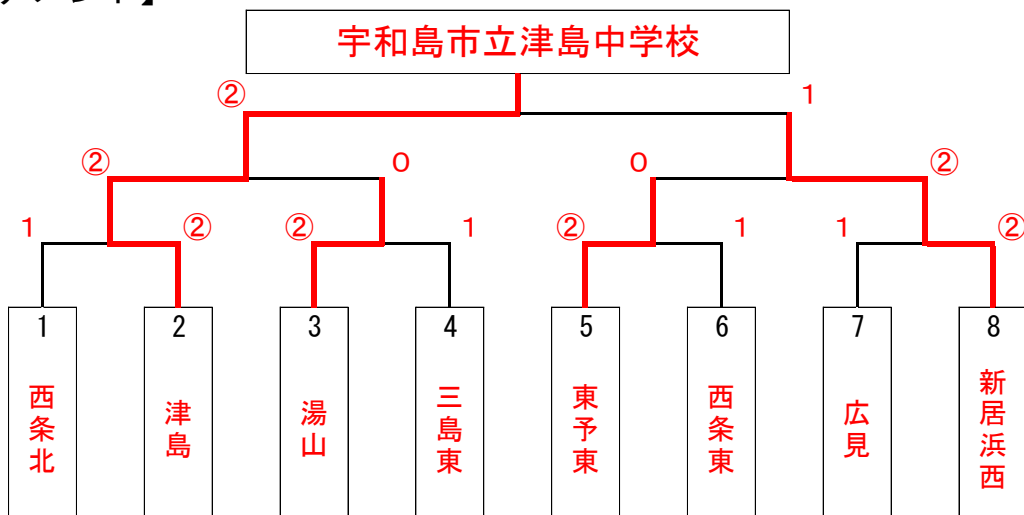 宇和島市立津島中学校
② 1
② 0 0 ②
1 ② ② 1 ② 1 1 ②
1 2 3 4 5 6 7 8
西条北
津島
湯山
三島東
東予東
西条東
広見
新居浜西